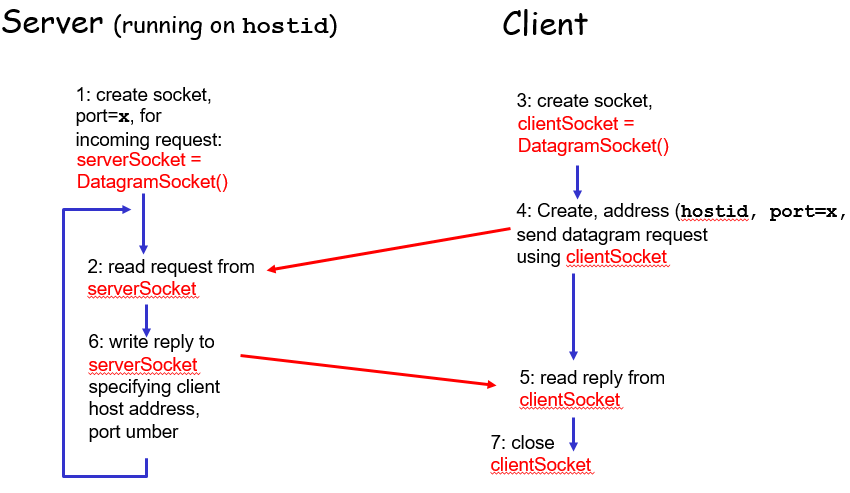 Server (running on hostid)
Client
1: create socket,
port=x, for
incoming request:
serverSocket =
DatagramSocket()
2: read request from
serverSocket
6: write reply to
serverSocket
specifying client
host address,
port umber
3: create socket,
clientSocket =
DatagramSocket()
4: Create, address (hostid, port=x,
send datagram request
using clientSocket
5: read reply from
clientSocket
7: close
clientSocket